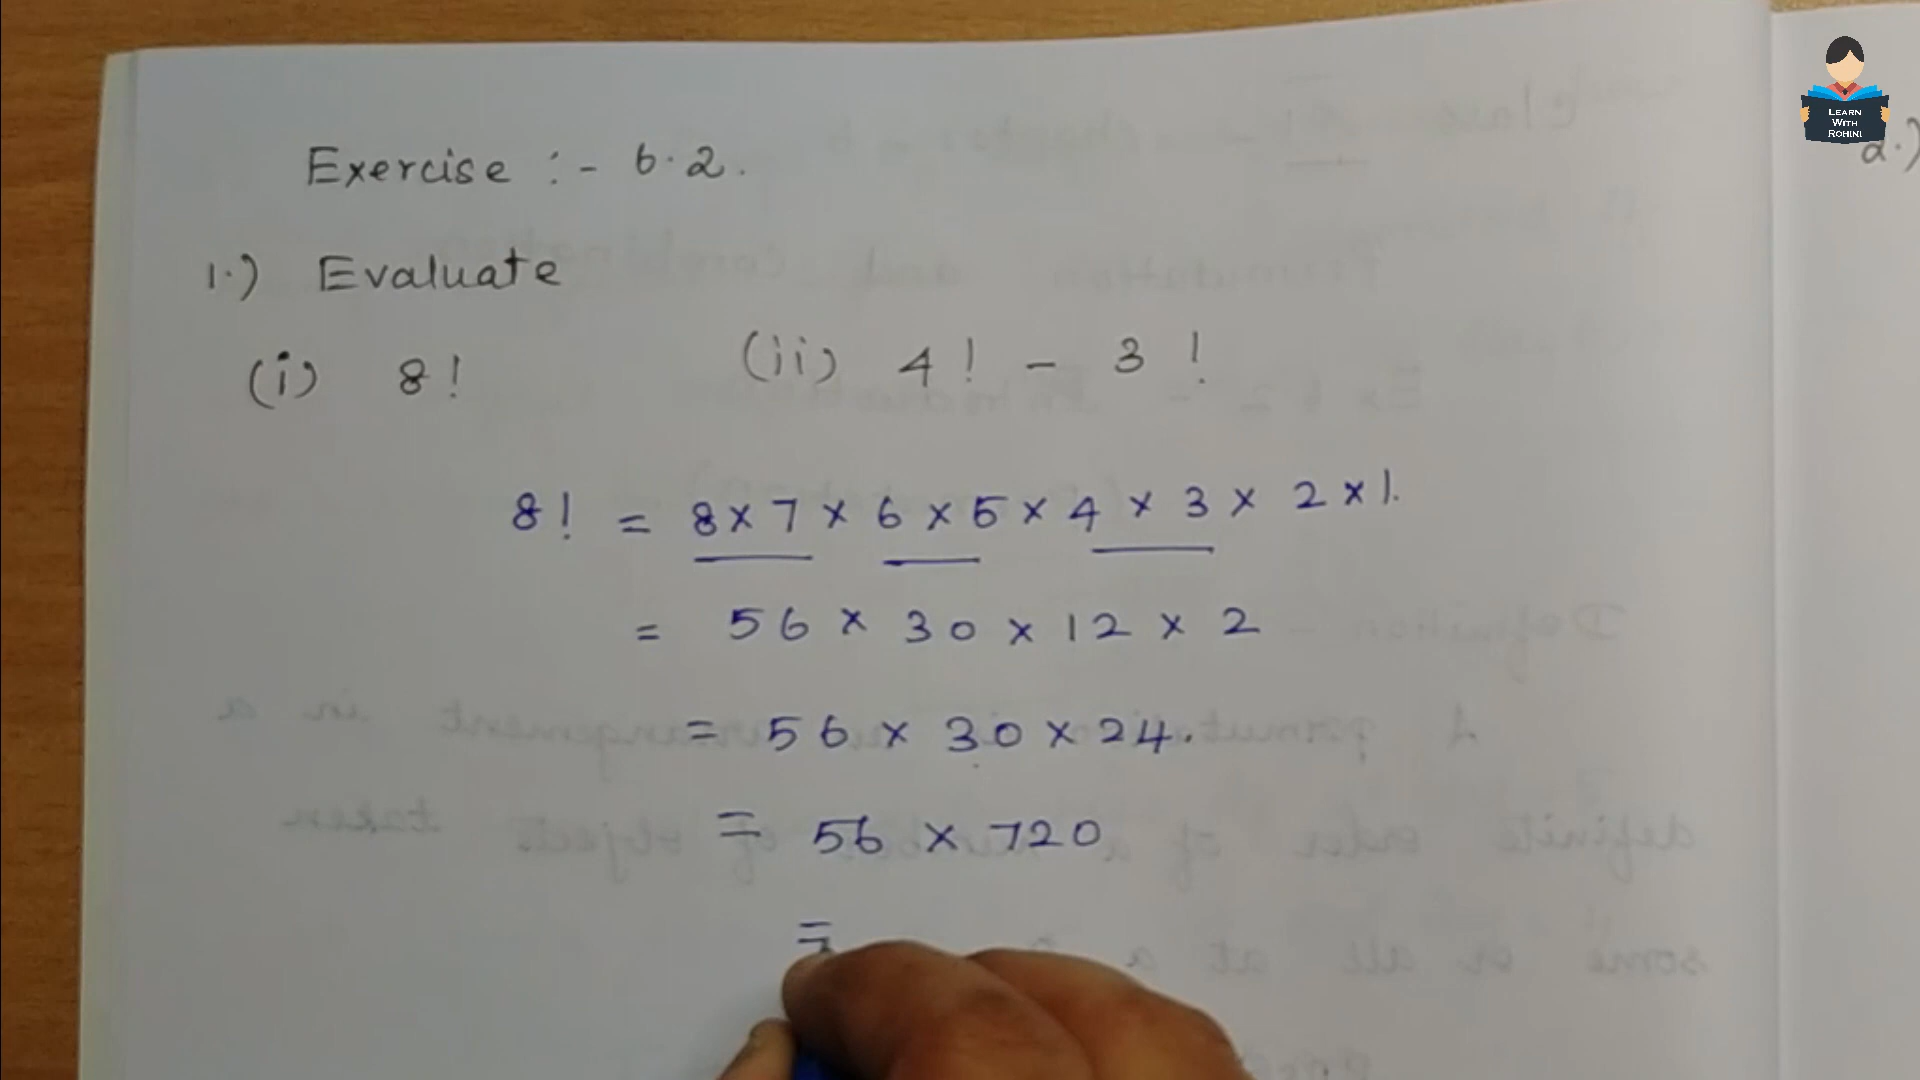 LEARN
WITH
ROHINI
Exercise :- 6.2.
2.)
1.) Evaluate
(i) 8! (ii) 4! - 3!
8! = 8 × 7 × 6 × 5 × 4 × 3 × 2 × 1.
= 56 × 30 × 12 × 2
= 56 × 30 × 24.
= 56 × 720
=